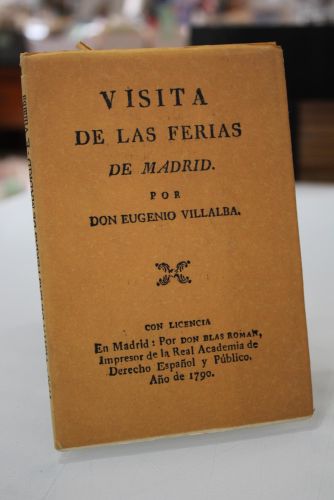 VISITA
DE LAS FERIAS
DE MADRID.
POR
DON EUGENIO VILLALBA.
CON LICENCIA
En Madrid: Por DON BLAS ROMAN,
Impresor de la Real Academia de
Derecho Español y Público.
Año de 1790.